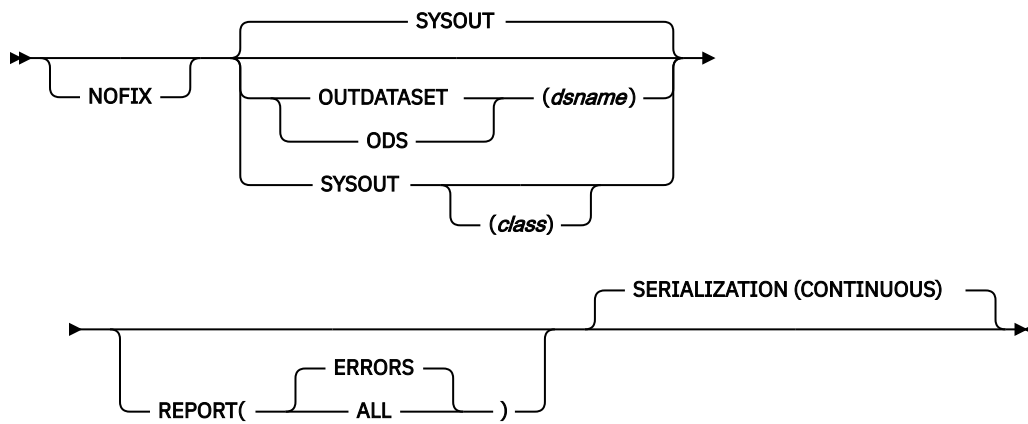 SYSOUT
NOFIX
OUTDATASET (dsname)
ODS
SYSOUT
(class)
SERIALIZATION (CONTINUOUS)
ERRORS
REPORT( ALL )